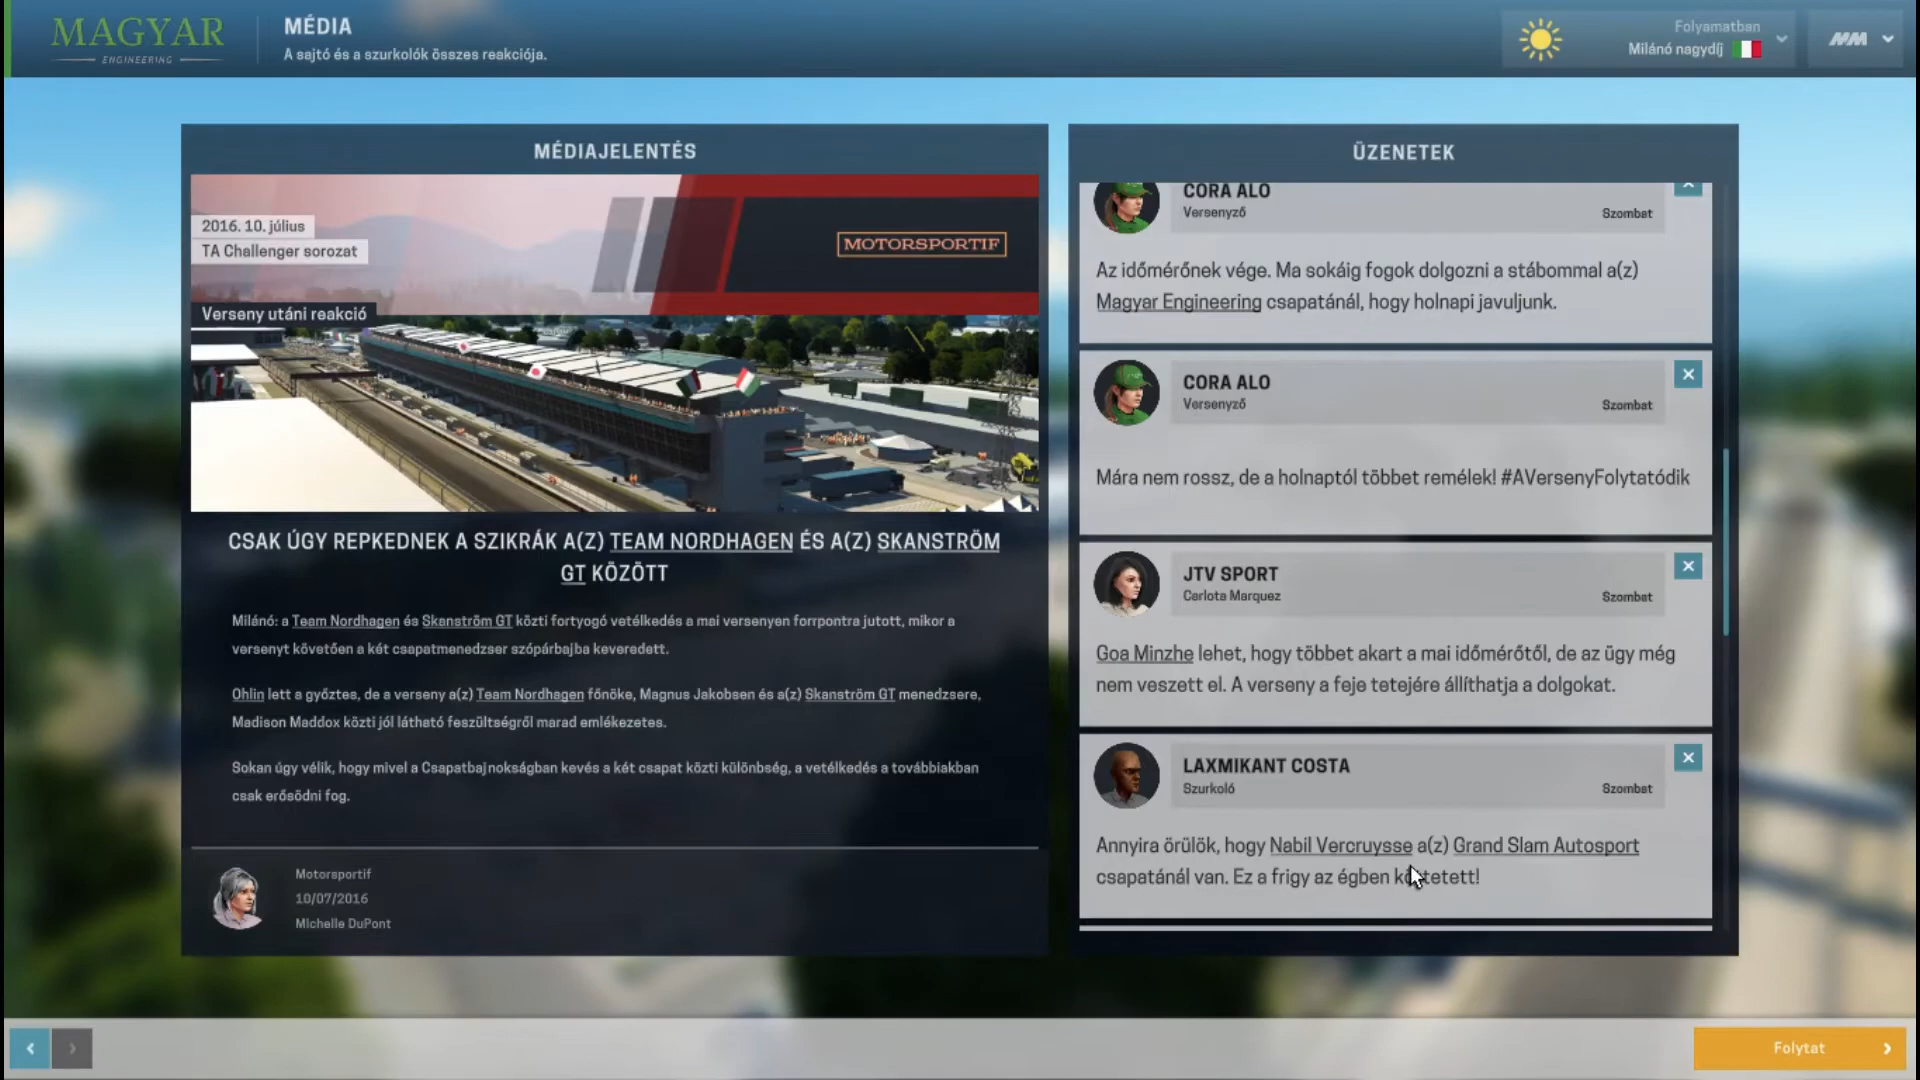 MAGYAR
ENGINEERING
MÉDIA
A sajtó és a szurkolók összes reakciója.
Folyamatban
Milánó nagydíj
MÉDIAJELENTÉS
2016. 10. július
TA Challenger sorozat
MOTORSPORTIF
Verseny utáni reakció
CSAK ÚGY REPKEDNEK A SZIKRÁK A(Z) TEAM NORDHAGEN ÉS A(Z) SKANSTRÖM
GT KÖZÖTT
Milánó: a Team Nordhagen és Skanström GT közti fortyogó vetélkedés a mai versenyen forrpontra jutott, mikor a
versenyt követően a két csapatmenedzser szópárbajba keveredett.
Ohlin lett a győztes, de a verseny a(z) Team Nordhagen főnöke, Magnus Jakobsen és a(z) Skanström GT menedzsere,
Madison Maddox közti jól látható feszültségről marad emlékezetes.
Sokan úgy vélik, hogy mivel a Csapatbajnokságban kevés a két csapat közti különbség, a vetélkedés a továbbiakban
csak erősödni fog.
Motorsportif
10/07/2016
Michelle DuPont
ÜZENETEK
CORA ALO
Versenyző
Szombat
Az időmérőnek vége. Ma sokáig fogok dolgozni a stábommal a(z)
Magyar Engineering csapatánál, hogy holnapi javuljunk.
CORA ALO
Versenyző
Szombat
Mára nem rossz, de a holnaptól többet remélek! #AVersenyFolytatódik
JTV SPORT
Carlota Marquez
Szombat
Goa Minzhe lehet, hogy többet akart a mai időmérőtől, de az ügy még
nem veszett el. A verseny a feje tetejére állíthatja a dolgokat.
LAXMIKANT COSTA
Szurkoló
Szombat
Annyira örülök, hogy Nabil Vercruysse a(z) Grand Slam Autosport
csapatánál van. Ez a frigy az égben köttetett!
Folytat